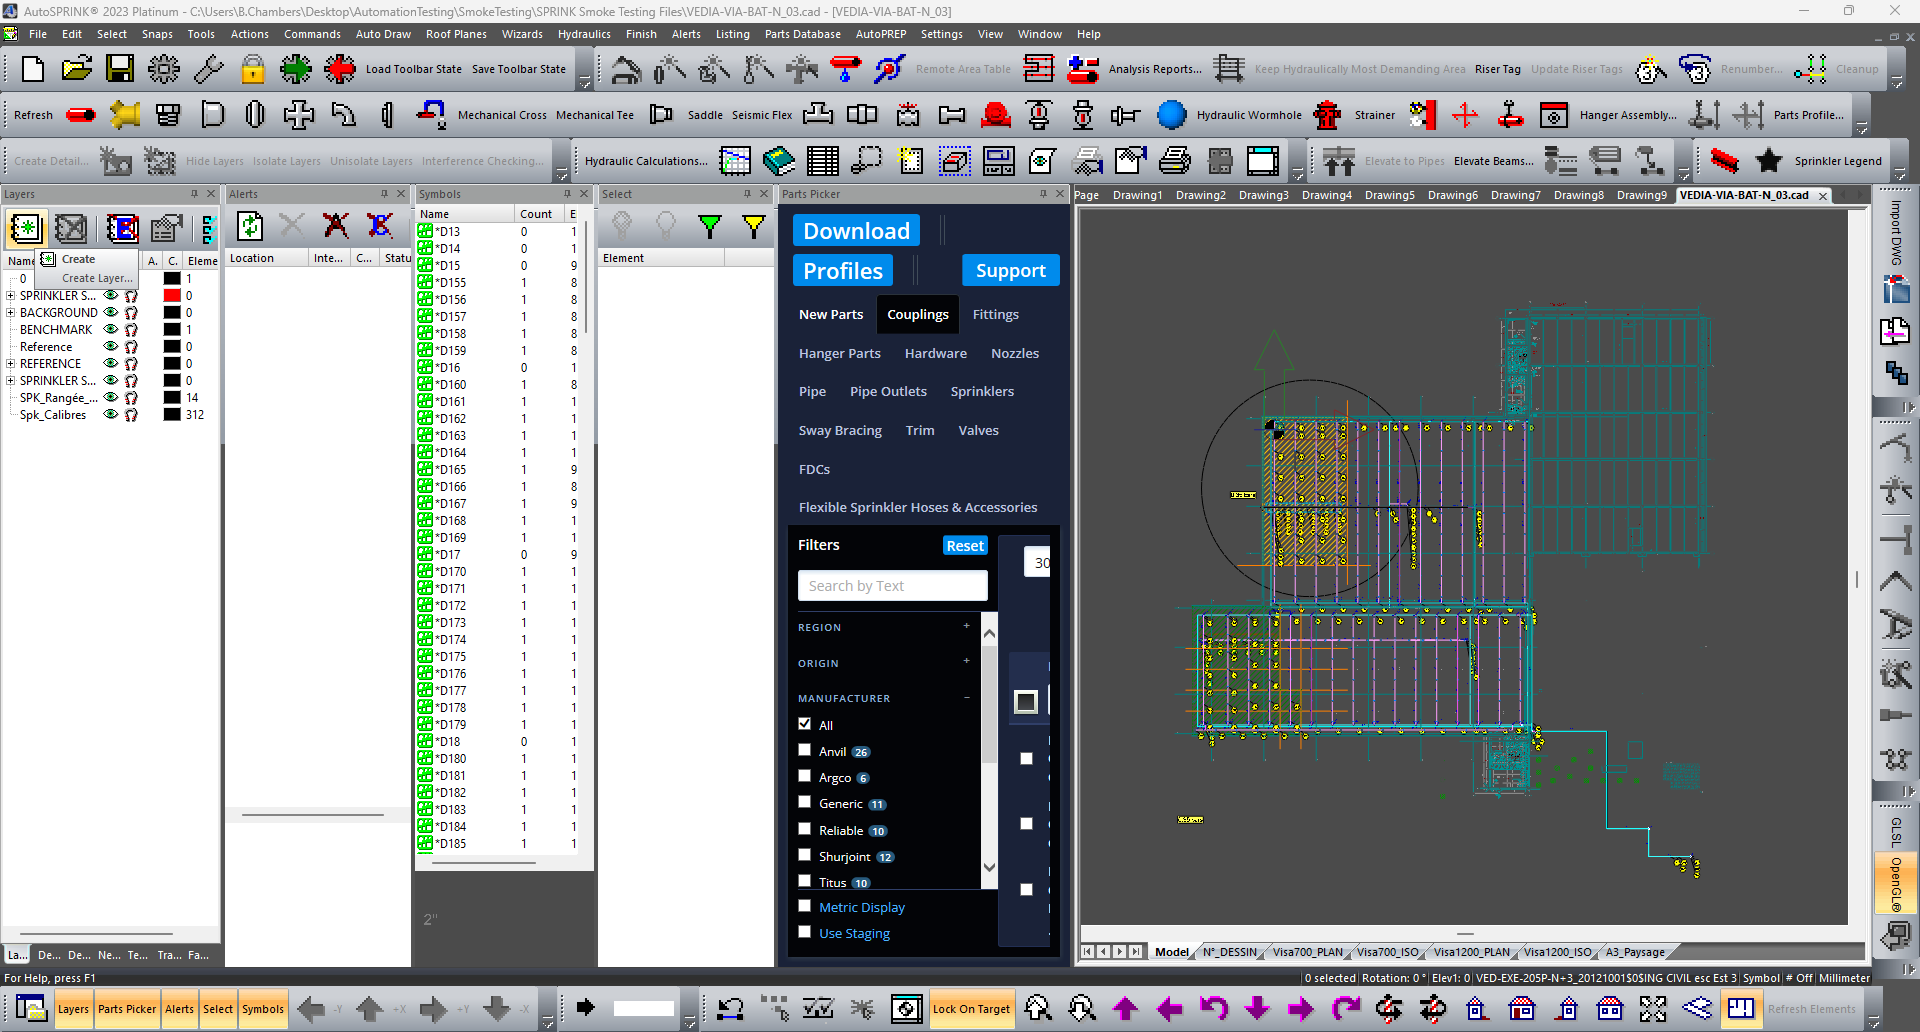 AutoSPRINK® 2023 Platinum - C:\Users\B.Chambers\Desktop\AutomationTesting\SmokeTesting\SPRINK Smoke Testing Files\VEDIA-VIA-BAT-N_03.cad - [VEDIA-VIA-BAT-N_03]
File Edit Select Snaps Tools Actions Commands Auto Draw Roof Planes Wizards Hydraulics Finish Alerts Listing Parts Database AutoPREP Settings View Window Help
Load Toolbar State Save Toolbar State Remote Area Table Analysis Reports... Keep Hydraulically Most Demanding Area Riser Tag Update Riser Tags Renumber... Cleanup
Refresh Mechanical Cross Mechanical Tee Saddle Seismic Flex Hydraulic Wormhole Strainer Hanger Assembly... Parts Profile...
Create Detail... Hide Layers Isolate Layers Unisolate Layers Interference Checking... Hydraulic Calculations... Elevate to Pipes Elevate Beams... Sprinkler Legend
Layers
Create
Create Layer...
Name A. C. Eleme
0 1
SPRINKLER S... 0
BACKGROUND 0
BENCHMARK 1
Reference 0
REFERENCE 0
SPRINKLER S... 0
SPK_Rangée_... 14
Spk_Calibres 312
La... De... De... Ne... Te... Tra... Fa...
Alerts
Location Inte... C... Statu
Symbols
Name Count E
*D13 0 1
*D14 0 1
*D15 0 9
*D155 1 8
*D156 1 8
*D157 1 8
*D158 1 8
*D159 1 8
*D16 0 1
*D160 1 8
*D161 1 1
*D162 1 1
*D163 1 1
*D164 1 1
*D165 1 9
*D166 1 8
*D167 1 9
*D168 1 1
*D169 1 1
*D17 0 9
*D170 1 1
*D171 1 1
*D172 1 1
*D173 1 1
*D174 1 1
*D175 1 1
*D176 1 1
*D177 1 1
*D178 1 1
*D179 1 1
*D18 0 1
*D180 1 1
*D181 1 1
*D182 1 1
*D183 1 1
*D184 1 1
*D185 1 1
2"
Select
Element
Parts Picker
Download
Profiles Support
New Parts Couplings Fittings
Hanger Parts Hardware Nozzles
Pipe Pipe Outlets Sprinklers
Sway Bracing Trim Valves
FDCs
Flexible Sprinkler Hoses & Accessories
Filters Reset
30
Search by Text
REGION +
ORIGIN +
MANUFACTURER −
All
Anvil 26
Argco 6
Generic 11
Reliable 10
Shurjoint 12
Titus 10
Metric Display
Use Staging
Page Drawing1 Drawing2 Drawing3 Drawing4 Drawing5 Drawing6 Drawing7 Drawing8 Drawing9 VEDIA-VIA-BAT-N_03.cad
Model N°_DESSIN Visa700_PLAN Visa700_ISO Visa1200_PLAN Visa1200_ISO A3_Paysage
Import DWG
GLSL
OpenGL®
For Help, press F1
0 selected Rotation: 0 ° Elev1: 0 VED-EXE-205P-N+3_20121001$0$ING CIVIL esc Est 3 Symbol # Off Millimeter
Layers Parts Picker Alerts Select Symbols -Y +X +Y -X Lock On Target Refresh Elements